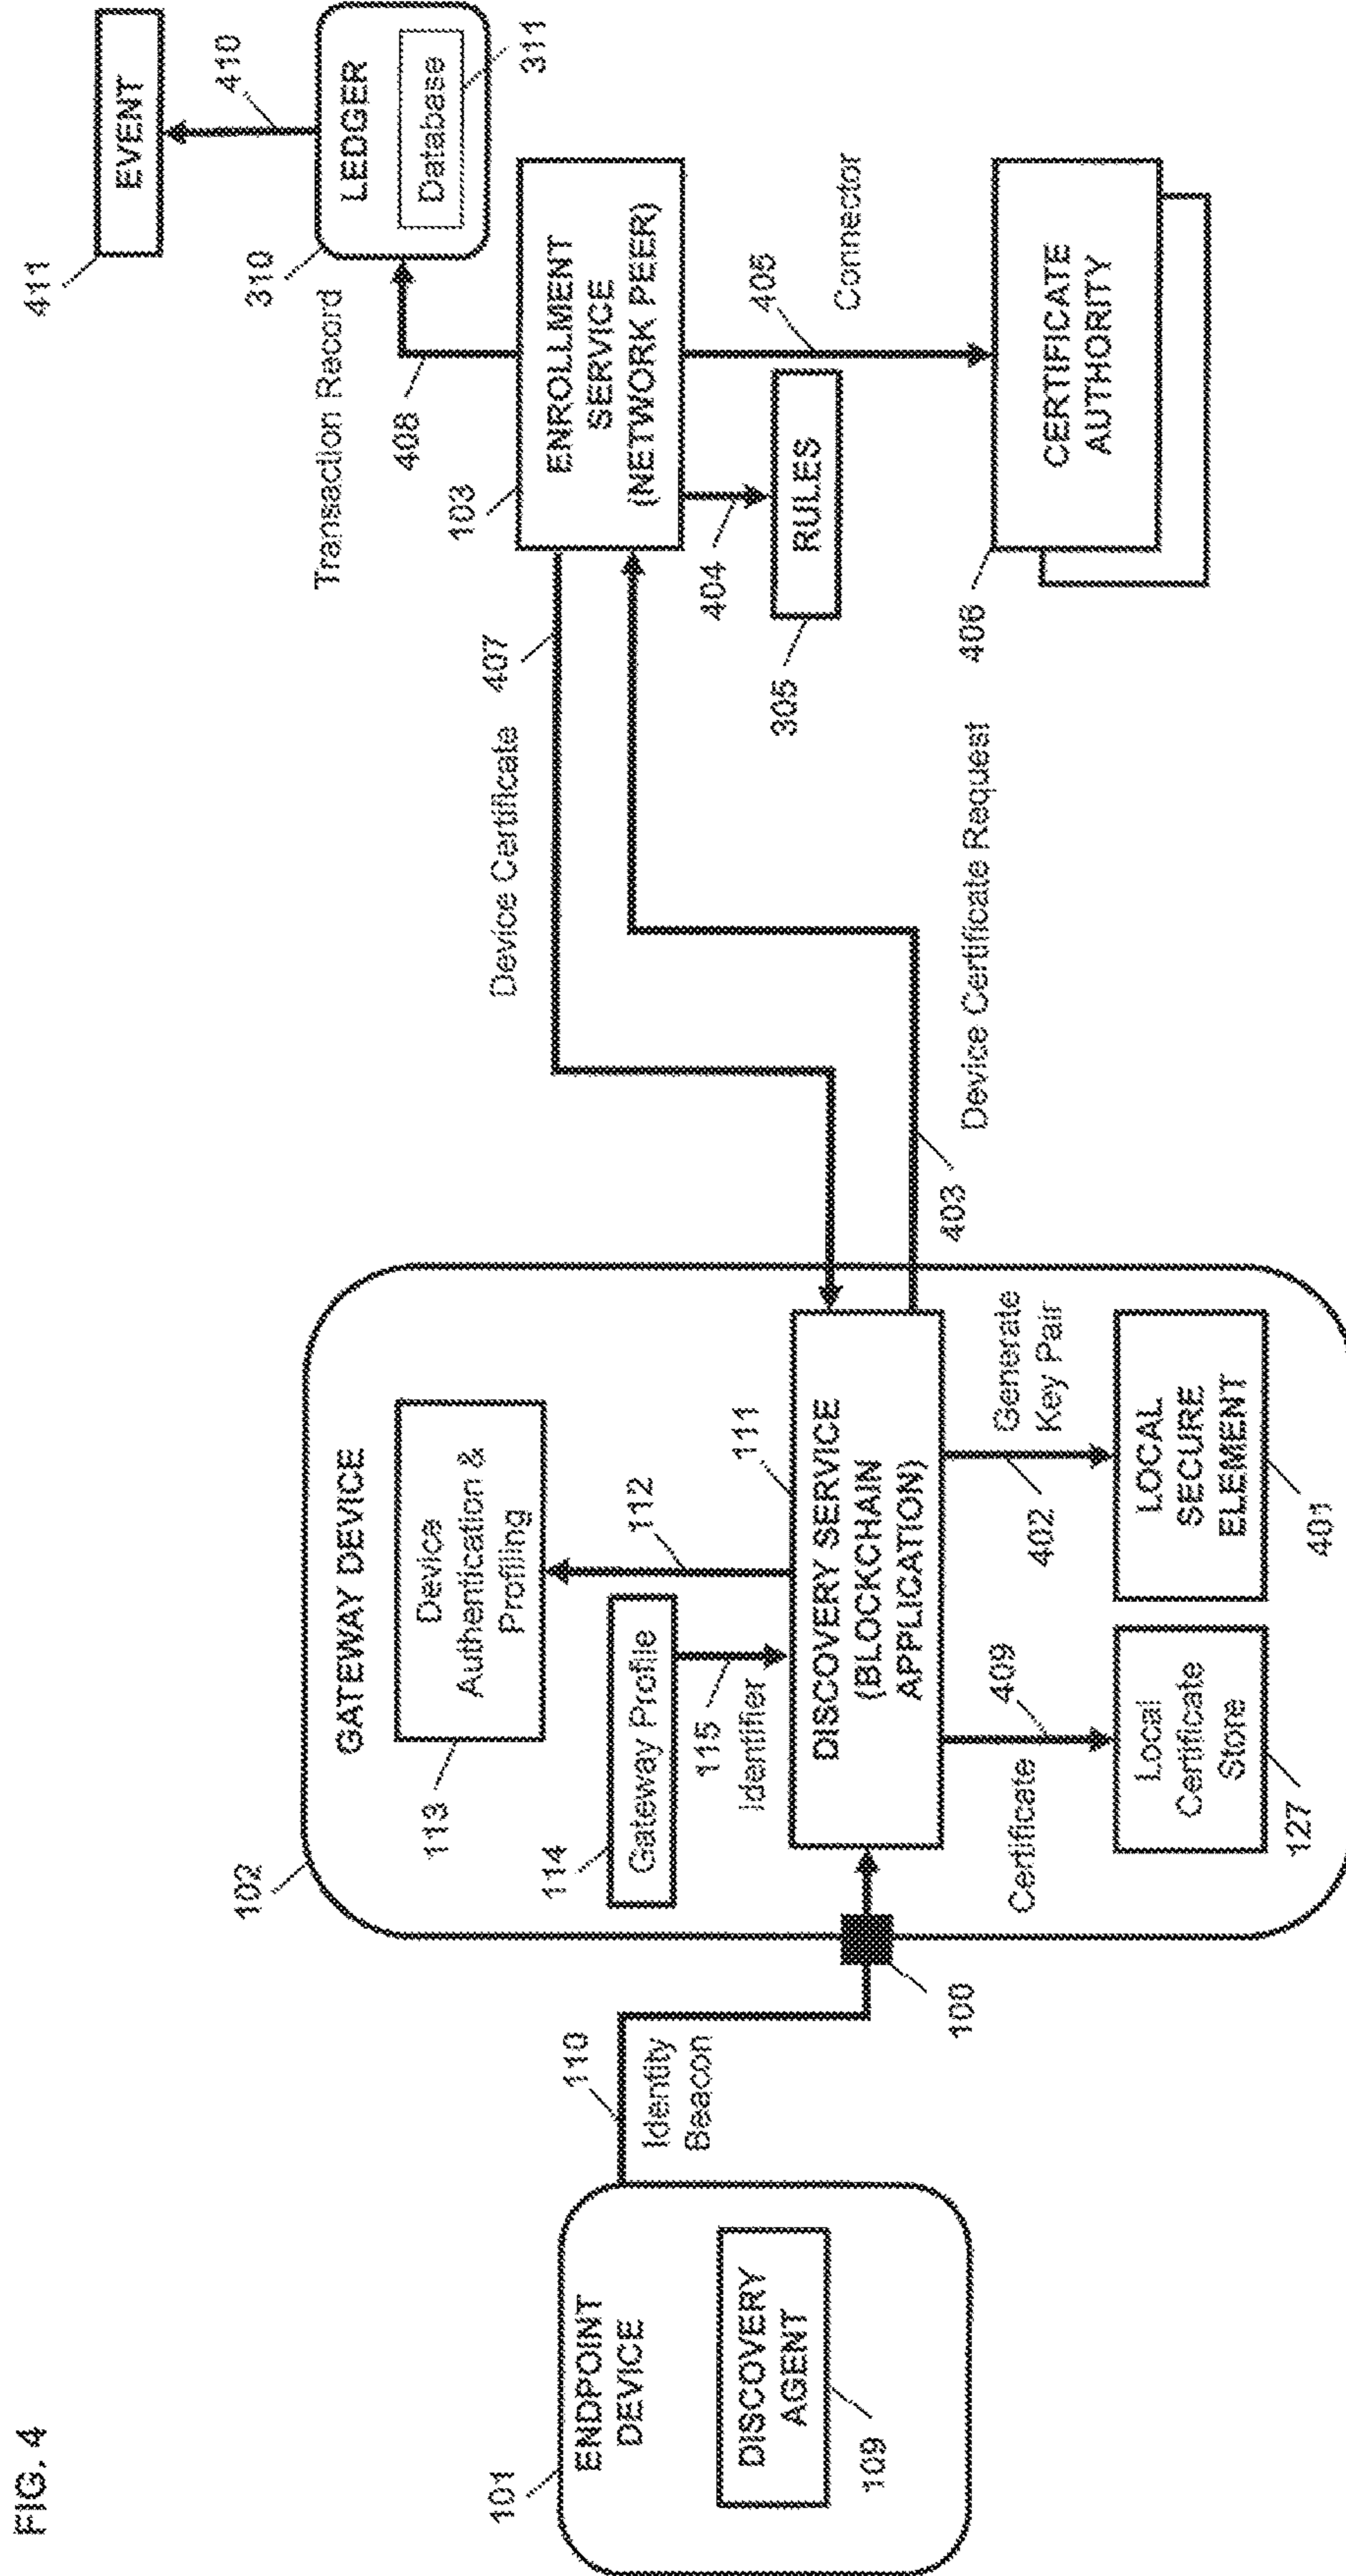 FIG. 4
101
ENDPOINT
DEVICE
DISCOVERY
AGENT
109
110
Identity
Beacon
100
102
GATEWAY DEVICE
113
Device
Authentication &
Profiling
112
114
Gateway Profile
115
Identifier
111
DISCOVERY SERVICE
(BLOCKCHAIN
APPLICATION)
Certificate
409
402
Generate
Key Pair
Local
Certificate
Store
127
LOCAL
SECURE
ELEMENT
401
403
Device Certificate Request
Device Certificate
407
103
ENROLLMENT
SERVICE
(NETWORK PEER)
404
RULES
305
405
Connector
406
CERTIFICATE
AUTHORITY
Transaction Record
408
310
LEDGER
Database
311
410
411
EVENT